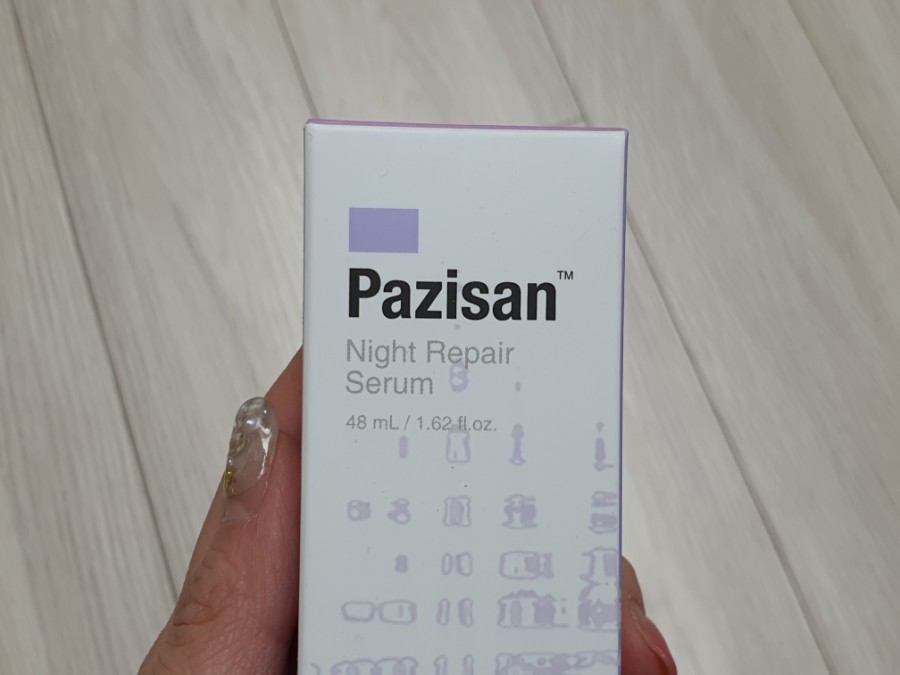 Pazisan™
Night Repair
Serum
48 mL / 1.62 fl.oz.